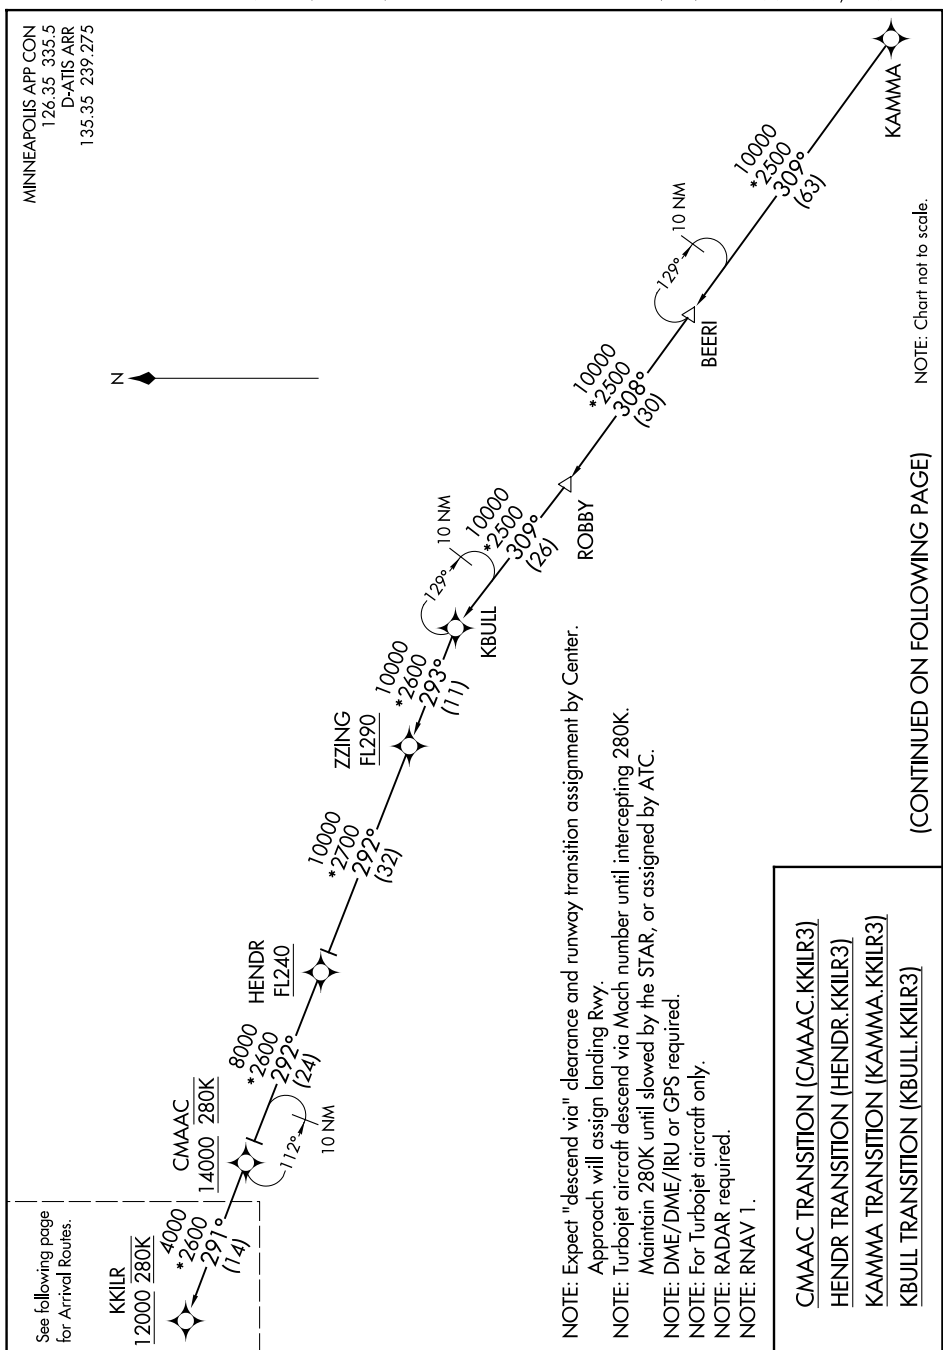 MINNEAPOLIS APP CON
126.35 335.5
D-ATIS ARR
135.35 239.275
N
See following page
for Arrival Routes.
KKILR
12000 280K
4000
*2600
291°
(14)
CMAAC
14000 280K
112°
10 NM
8000
*2600
292°
(24)
HENDR
FL240
10000
*2700
292°
(32)
ZZING
FL290
10000
*2600
293°
(11)
KBULL
129°
10 NM
10000
*2500
309°
(26)
ROBBY
10000
*2500
308°
(30)
BEERI
129°
10 NM
10000
*2500
309°
(63)
KAMMA
NOTE: Expect "descend via" clearance and runway transition assignment by Center.
Approach will assign landing Rwy.
NOTE: Turbojet aircraft descend via Mach number until intercepting 280K.
Maintain 280K until slowed by the STAR, or assigned by ATC.
NOTE: DME/DME/IRU or GPS required.
NOTE: For Turbojet aircraft only.
NOTE: RADAR required.
NOTE: RNAV 1.
NOTE: Chart not to scale.
(CONTINUED ON FOLLOWING PAGE)
CMAAC TRANSITION (CMAAC.KKILR3)
HENDR TRANSITION (HENDR.KKILR3)
KAMMA TRANSITION (KAMMA.KKILR3)
KBULL TRANSITION (KBULL.KKILR3)